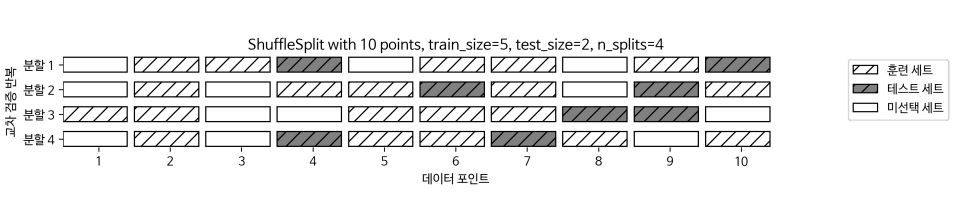 ShuffleSplit with 10 points, train_size=5, test_size=2, n_splits=4
교차 검증 반복
분할 1
분할 2
분할 3
분할 4
1 2 3 4 5 6 7 8 9 10
데이터 포인트
훈련 세트
테스트 세트
미선택 세트